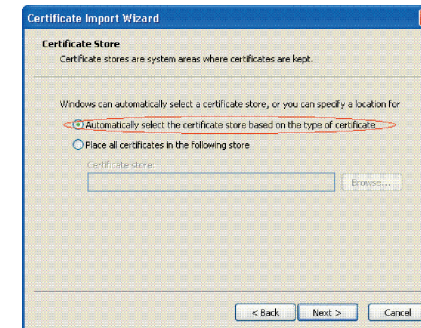 Certificate Import Wizard
Certificate Store
Certificate stores are system areas where certificates are kept.
Windows can automatically select a certificate store, or you can specify a location for
Automatically select the certificate store based on the type of certificate
Place all certificates in the following store
Certificate store:
Browse...
< Back
Next >
Cancel